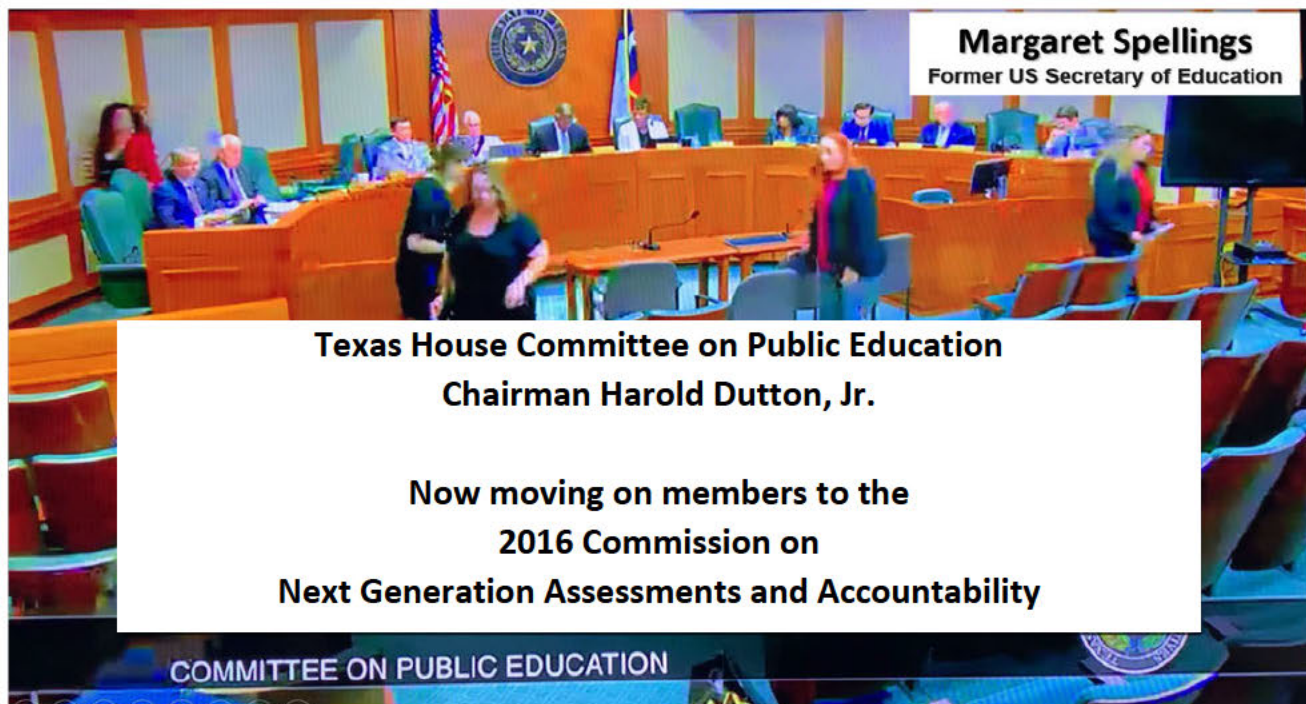 Margaret Spellings
Former US Secretary of Education
Texas House Committee on Public Education
Chairman Harold Dutton, Jr.
Now moving on members to the
2016 Commission on
Next Generation Assessments and Accountability
COMMITTEE ON PUBLIC EDUCATION